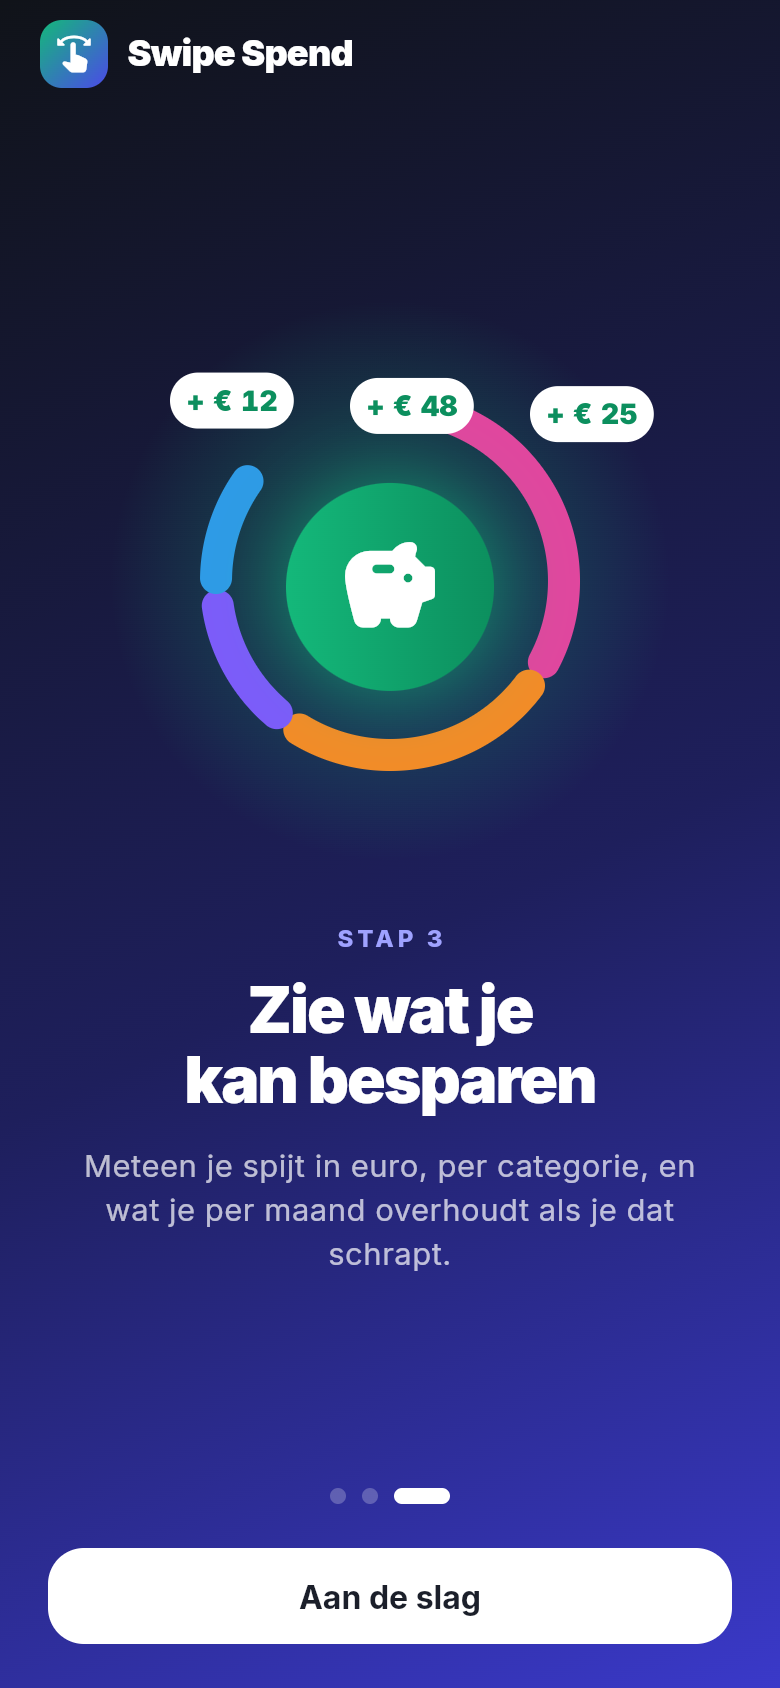 Swipe Spend
+ € 12
+ € 48
+ € 25
STAP 3
Zie wat je
kan besparen
Meteen je spijt in euro, per categorie, en
wat je per maand overhoudt als je dat
schrapt.
Aan de slag